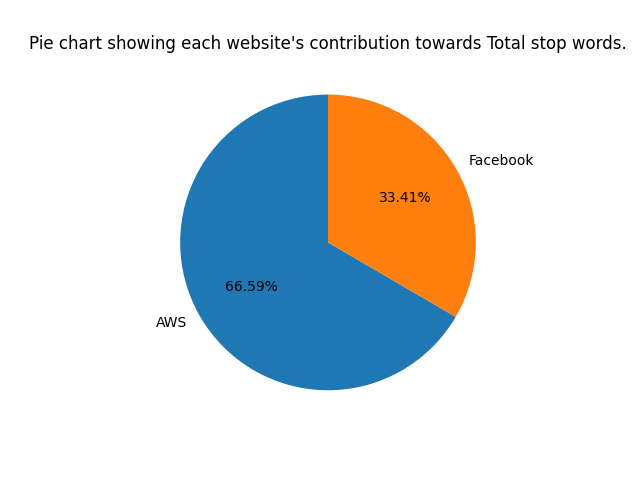 Pie chart showing each website's contribution towards Total stop words.
Facebook
33.41%
66.59%
AWS